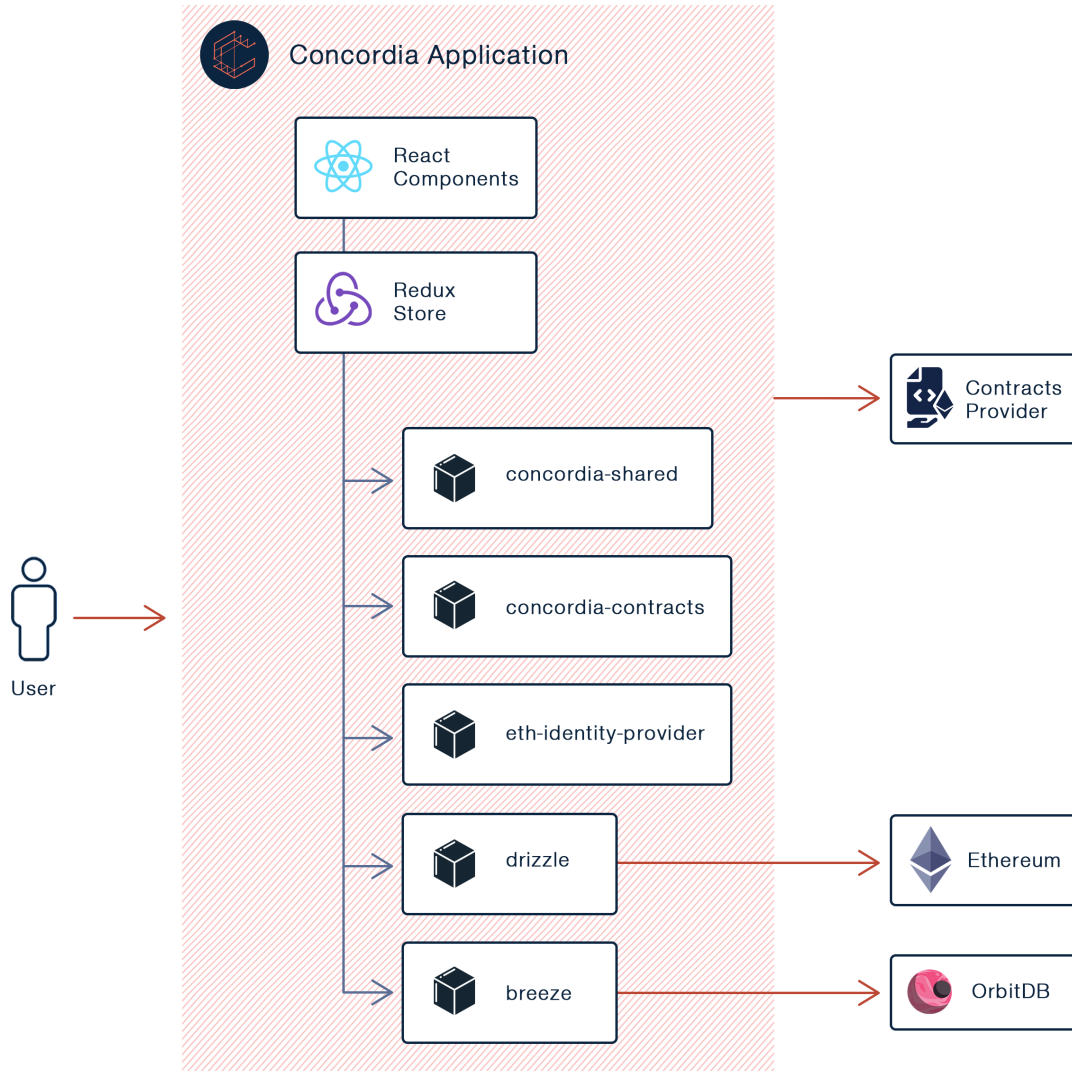 Concordia Application
React
Components
Redux
Store
Contracts
Provider
concordia-shared
concordia-contracts
User
eth-identity-provider
drizzle
Ethereum
breeze
OrbitDB